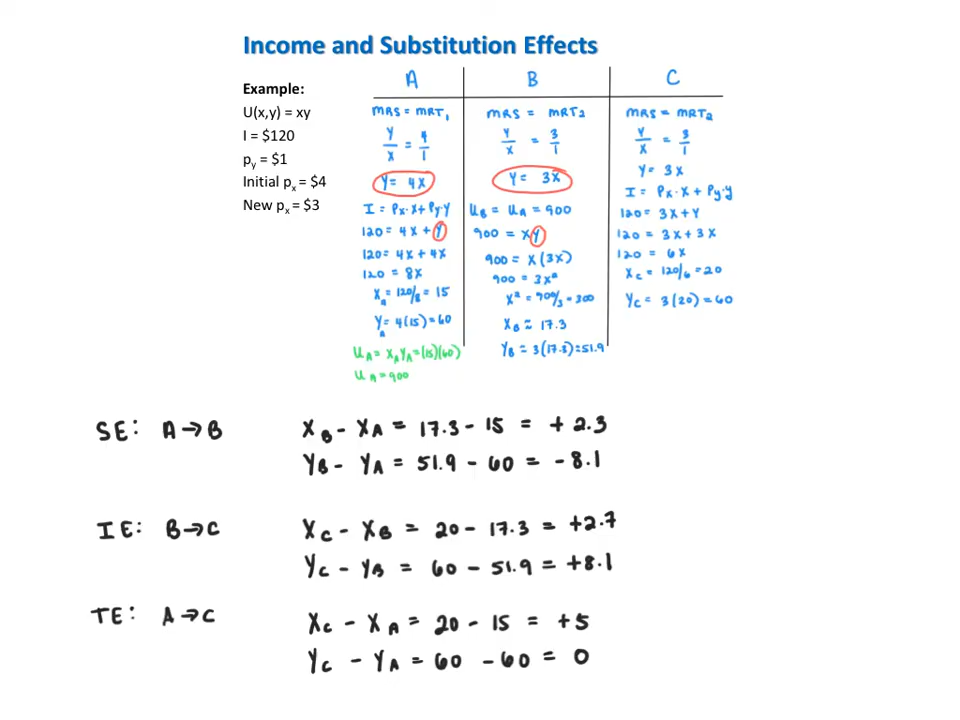 Income and Substitution Effects
Example:
U(x,y) = xy
I = $120
py = $1
Initial px = $4
New px = $3
A
MRS = MRT1
Y/X = 4/1
Y = 4X
I = Px·X + Py·Y
120 = 4X + Y
120 = 4X + 4X
120 = 8X
XA = 120/8 = 15
YA = 4(15) = 60
UA = XAYA = (15)(60)
UA = 900
B
MRS = MRT2
Y/X = 3/1
Y = 3X
UB = UA = 900
900 = XY
900 = X(3X)
900 = 3X²
X² = 900/3 = 300
XB ≈ 17.3
YB = 3(17.3) = 51.9
C
MRS = MRT2
Y/X = 3/1
Y = 3X
I = Px·X + Py·Y
120 = 3X + Y
120 = 3X + 3X
120 = 6X
XC = 120/6 = 20
YC = 3(20) = 60
SE: A → B
XB - XA = 17.3 - 15 = +2.3
YB - YA = 51.9 - 60 = -8.1
IE: B → C
XC - XB = 20 - 17.3 = +2.7
YC - YB = 60 - 51.9 = +8.1
TE: A → C
XC - XA = 20 - 15 = +5
YC - YA = 60 - 60 = 0